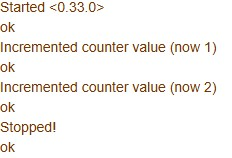 Started <0.33.0>
ok
Incremented counter value (now 1)
ok
Incremented counter value (now 2)
ok
Stopped!
ok